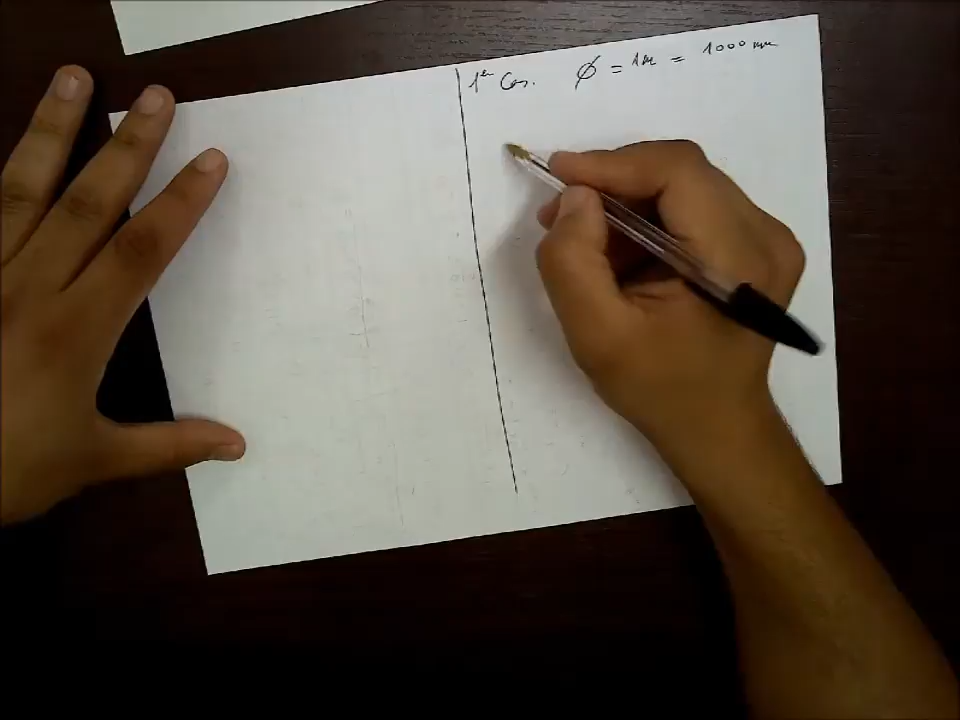 1er Cas. Ø = 1m = 1000 mm